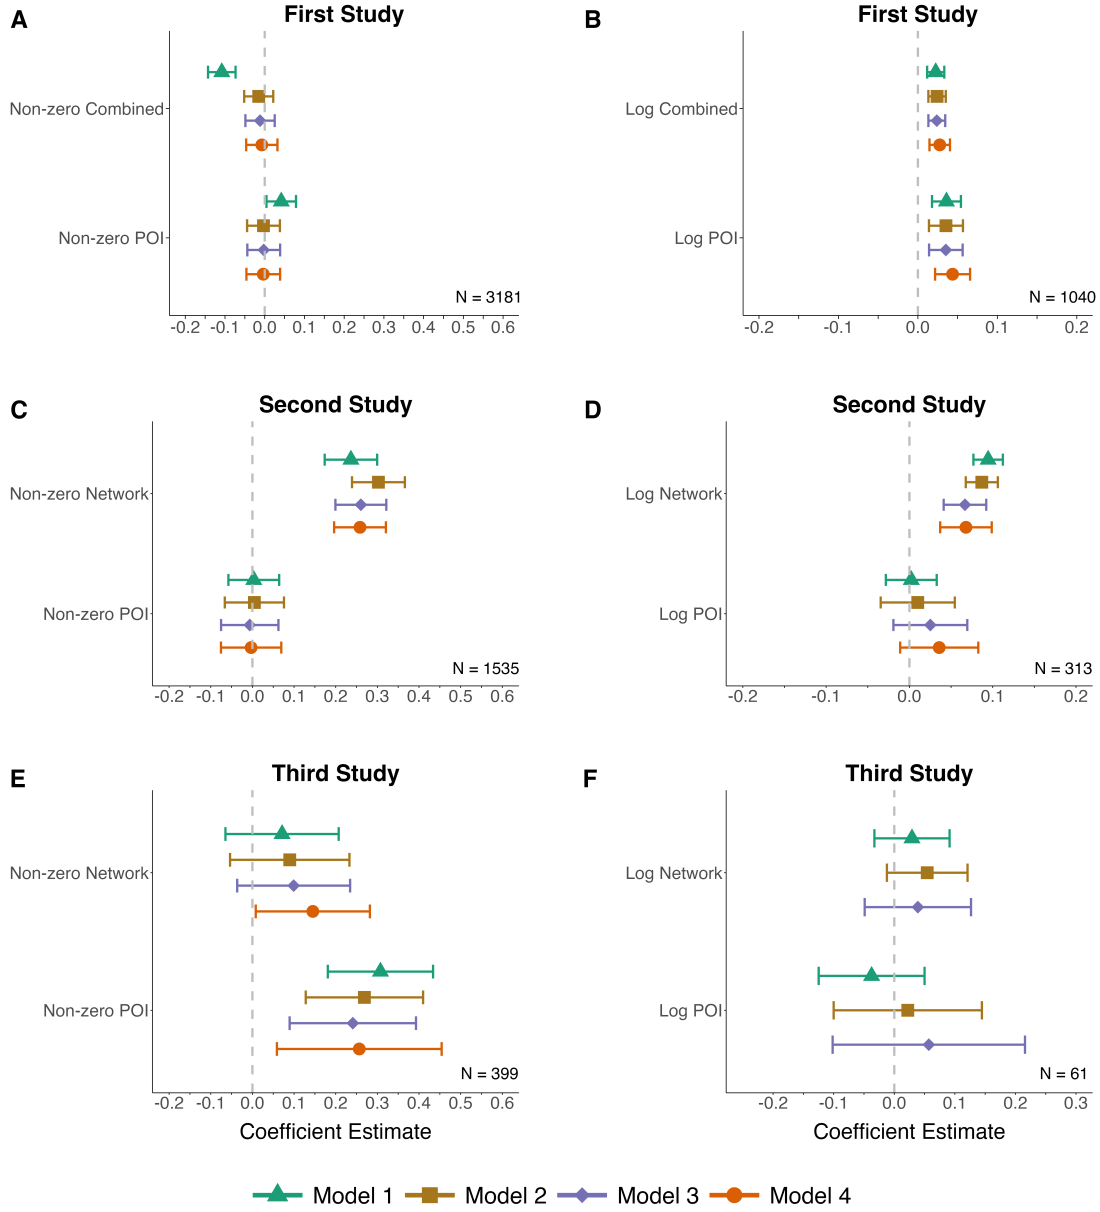 A
First Study
Non-zero Combined
Non-zero POI
N = 3181
-0.2 -0.1 0.0 0.1 0.2 0.3 0.4 0.5 0.6
B
First Study
Log Combined
Log POI
N = 1040
-0.2 -0.1 0.0 0.1 0.2
C
Second Study
Non-zero Network
Non-zero POI
N = 1535
-0.2 -0.1 0.0 0.1 0.2 0.3 0.4 0.5 0.6
D
Second Study
Log Network
Log POI
N = 313
-0.2 -0.1 0.0 0.1 0.2
E
Third Study
Non-zero Network
Non-zero POI
N = 399
-0.2 -0.1 0.0 0.1 0.2 0.3 0.4 0.5 0.6
Coefficient Estimate
F
Third Study
Log Network
Log POI
N = 61
-0.2 -0.1 0.0 0.1 0.2 0.3
Coefficient Estimate
Model 1 Model 2 Model 3 Model 4